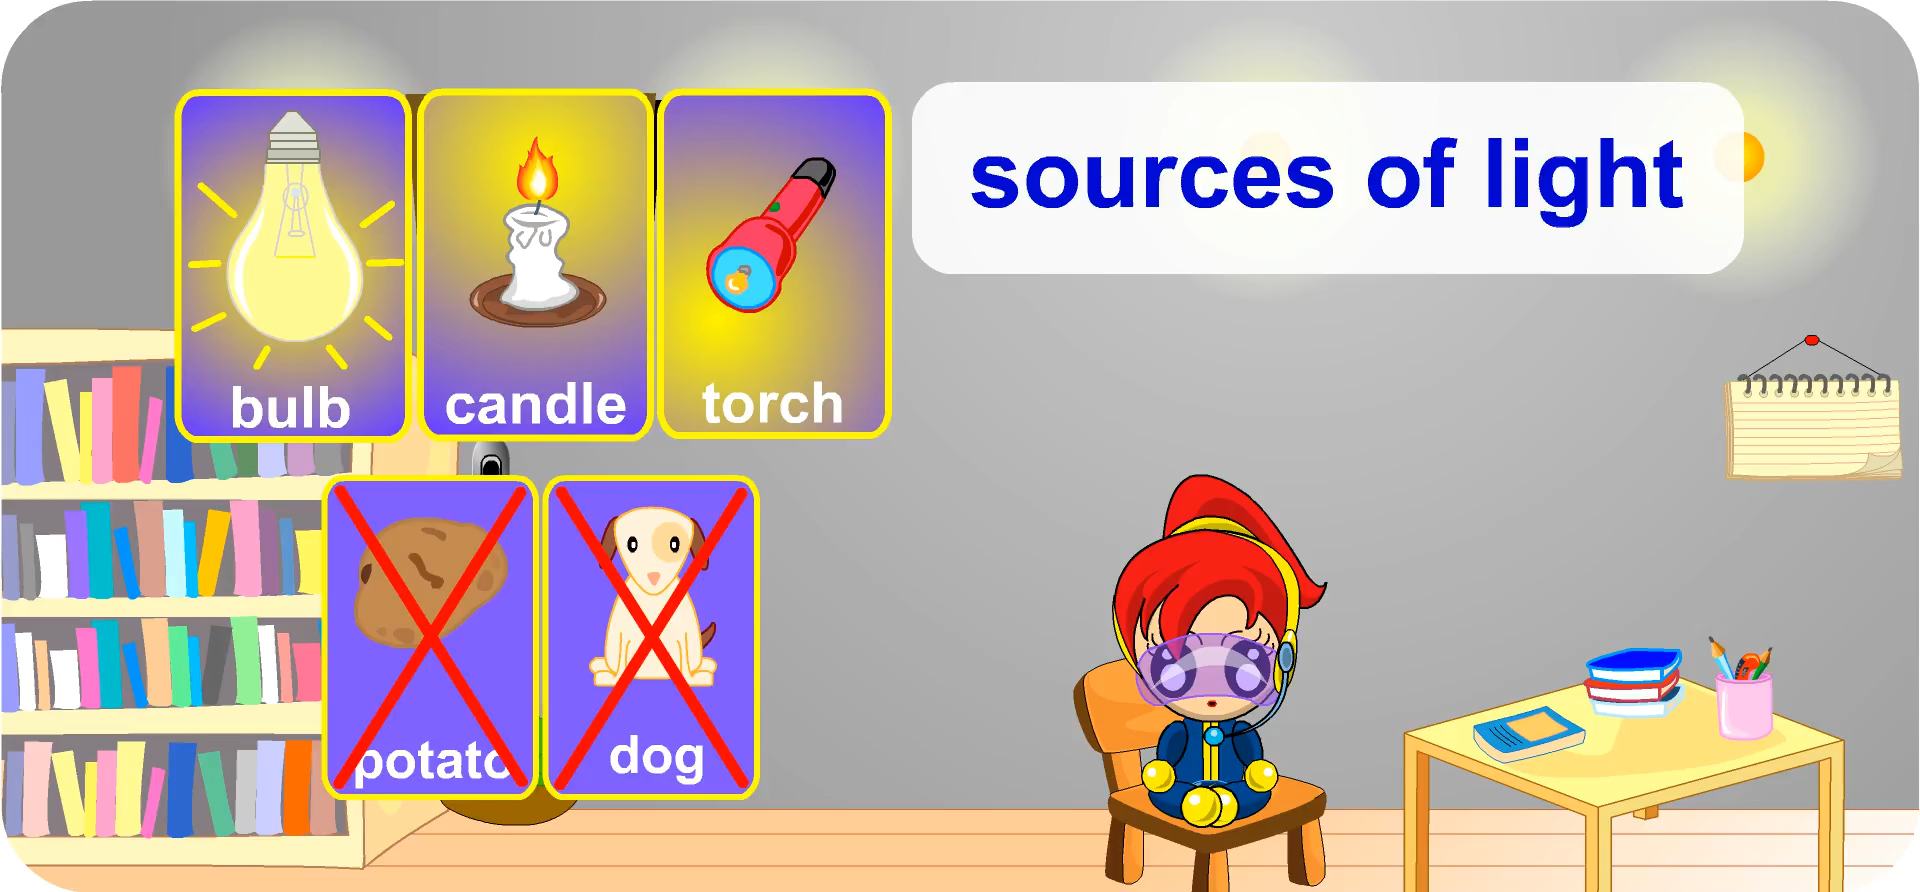 sources of light
bulb
candle
torch
potato
dog